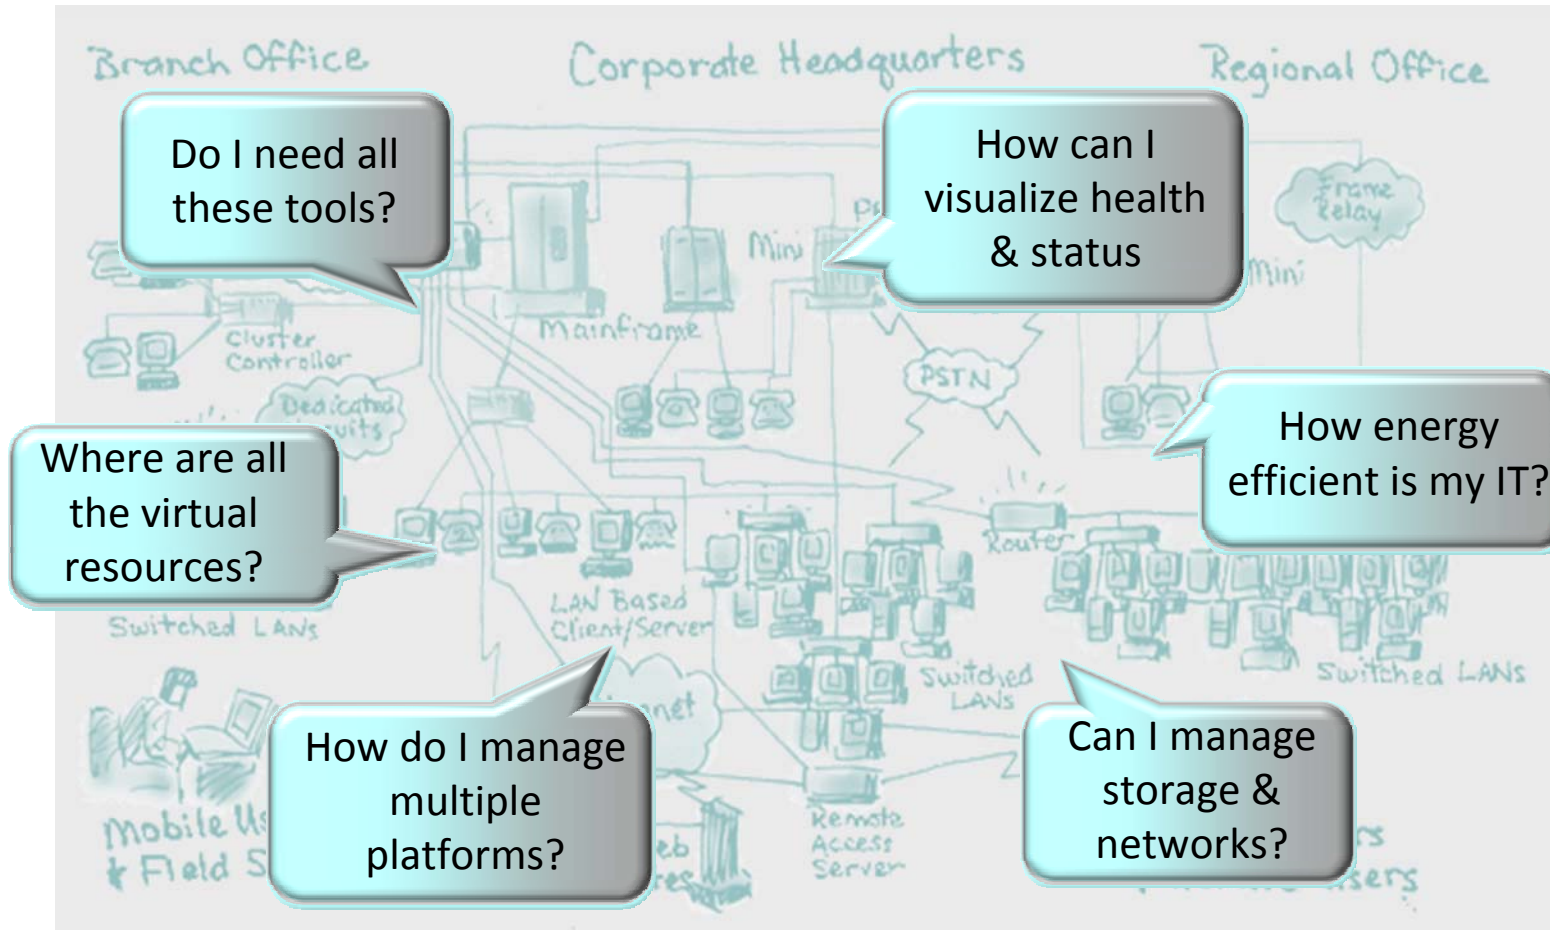 Branch Office
Corporate Headquarters
Regional Office
Do I need all
these tools?
How can I
visualize health
& status
Frame
Relay
Mini
Mini
Mainframe
Cluster
Controller
PSTN
Dedicated
How energy
efficient is my IT?
Where are all
the virtual
resources?
Router
LAN Based
Client/Server
Switched LANs
Switched
LANs
Switched LANs
How do I manage
multiple
platforms?
Can I manage
storage &
networks?
Remote
Access
Server
Mobile
& Field